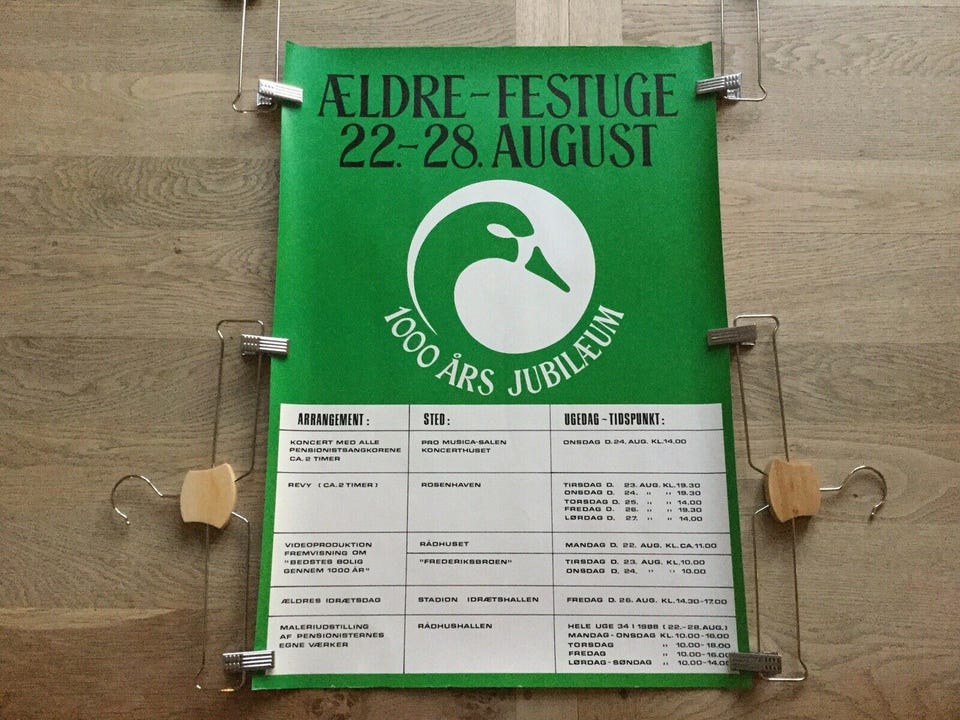 ÆLDRE-FESTUGE
22.-28. AUGUST
1000 ÅRS JUBILÆUM
ARRANGEMENT: STED: UGEDAG - TIDSPUNKT:
KONCERT MED ALLE
PENSIONISTSANGKORENE
CA. 2 TIMER
PRO MUSICA-SALEN
KONCERTHUSET
ONSDAG D. 24. AUG. KL. 14.00
REVY (CA. 2 TIMER)
ROSENHAVEN
TIRSDAG D. 23. AUG. KL. 19.30
ONSDAG D. 24. " " 19.30
TORSDAG D. 25. " " 14.00
FREDAG D. 26. " " 19.30
LØRDAG D. 27. " " 14.00
VIDEOPRODUKTION
FREMVISNING OM
"BEDSTES BOLIG
GENNEM 1000 ÅR"
RÅDHUSET
MANDAG D. 22. AUG. KL. CA. 11.00
"FREDERIKSBROEN"
TIRSDAG D. 23. AUG. KL. 10.00
ONSDAG D. 24. " " 10.00
ÆLDRES IDRÆTSDAG
STADION IDRÆTSHALLEN
FREDAG D. 26. AUG. KL. 14.30-17.00
MALERIUDSTILLING
AF PENSIONISTERNES
EGNE VÆRKER
RÅDHUSHALLEN
HELE UGE 34 I 1988 (22.-28. AUG.)
MANDAG-ONSDAG KL. 10.00-16.00
TORSDAG " 10.00-18.00
FREDAG " 10.00-16.00
LØRDAG-SØNDAG " 10.00-14.00